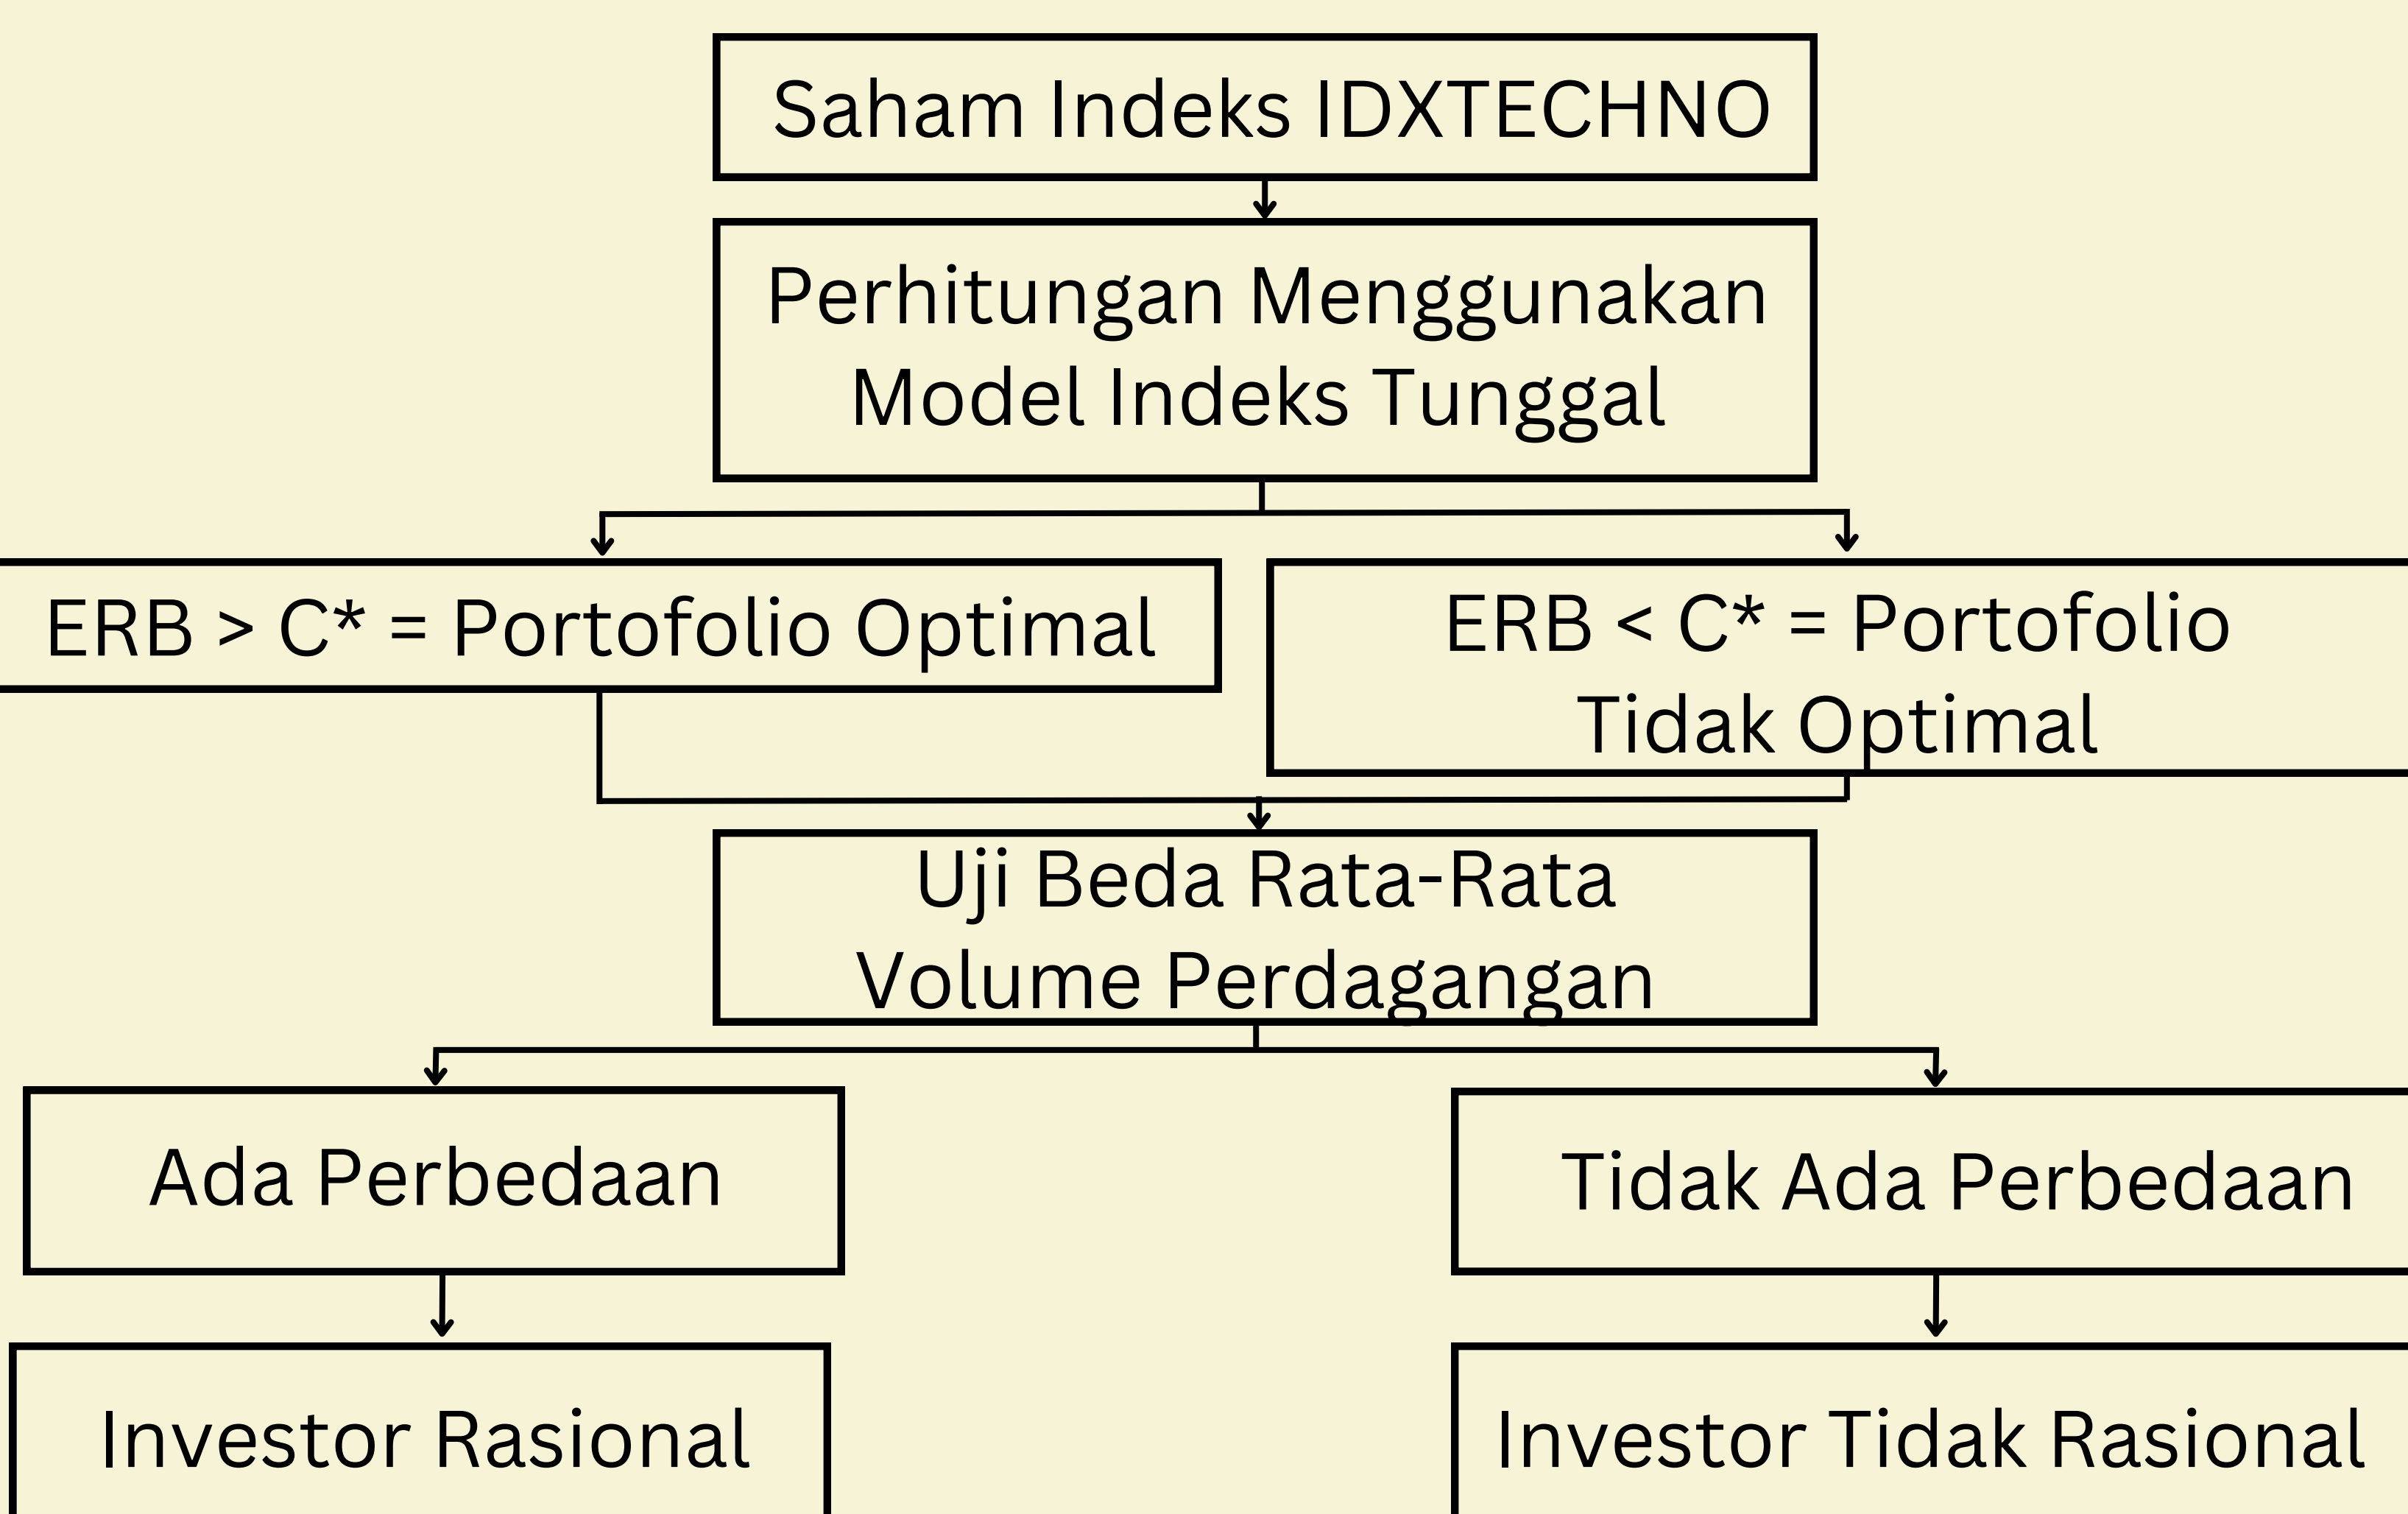 Saham Indeks IDXTECHNO
Perhitungan Menggunakan
Model Indeks Tunggal
ERB > C* = Portofolio Optimal
ERB < C* = Portofolio
Tidak Optimal
Uji Beda Rata-Rata
Volume Perdagangan
Ada Perbedaan
Tidak Ada Perbedaan
Investor Rasional
Investor Tidak Rasional